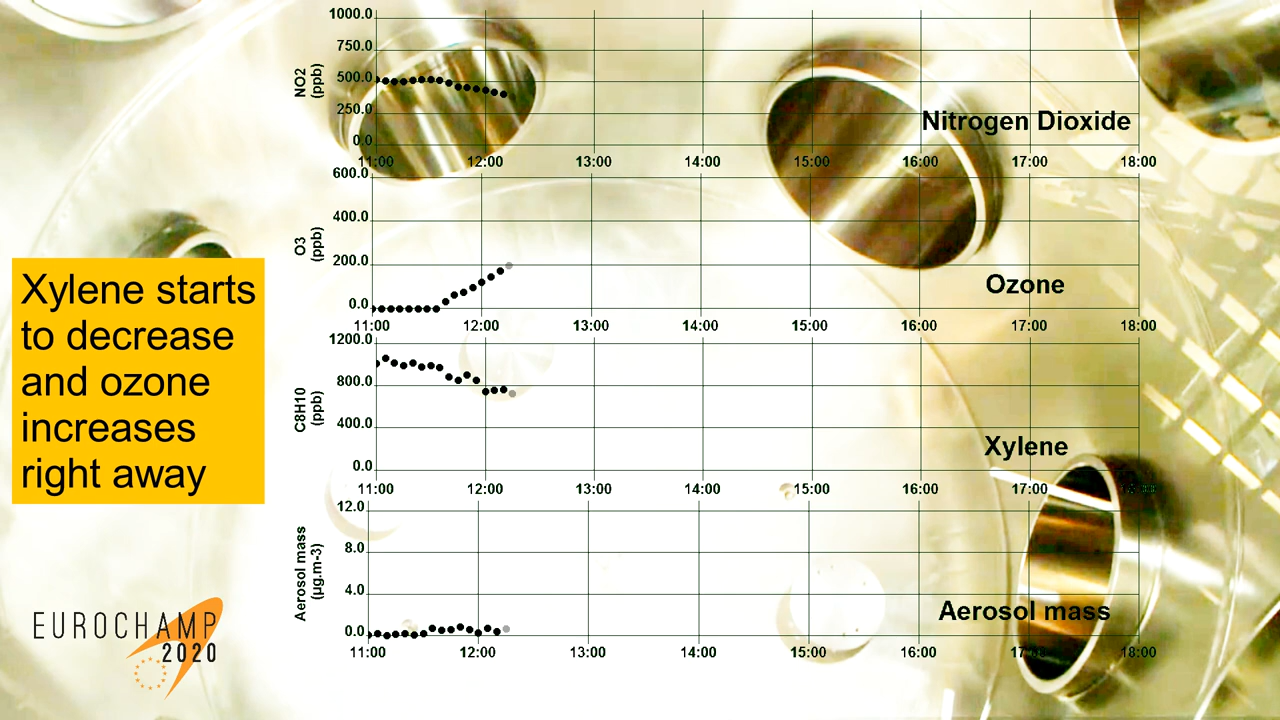 1000.0
750.0
500.0
250.0
0.0
NO2
(ppb)
Nitrogen Dioxide
11:00 12:00 13:00 14:00 15:00 16:00 17:00 18:00
600.0
400.0
200.0
0.0
O3
(ppb)
Ozone
11:00 12:00 13:00 14:00 15:00 16:00 17:00 18:00
Xylene starts
to decrease
and ozone
increases
right away
1200.0
800.0
400.0
0.0
C8H10
(ppb)
Xylene
11:00 12:00 13:00 14:00 15:00 16:00 17:00
12.0
8.0
4.0
0.0
Aerosol mass
(µg.m-3)
Aerosol mass
11:00 12:00 13:00 14:00 15:00 16:00 18:00
EUROCHAMP
2020